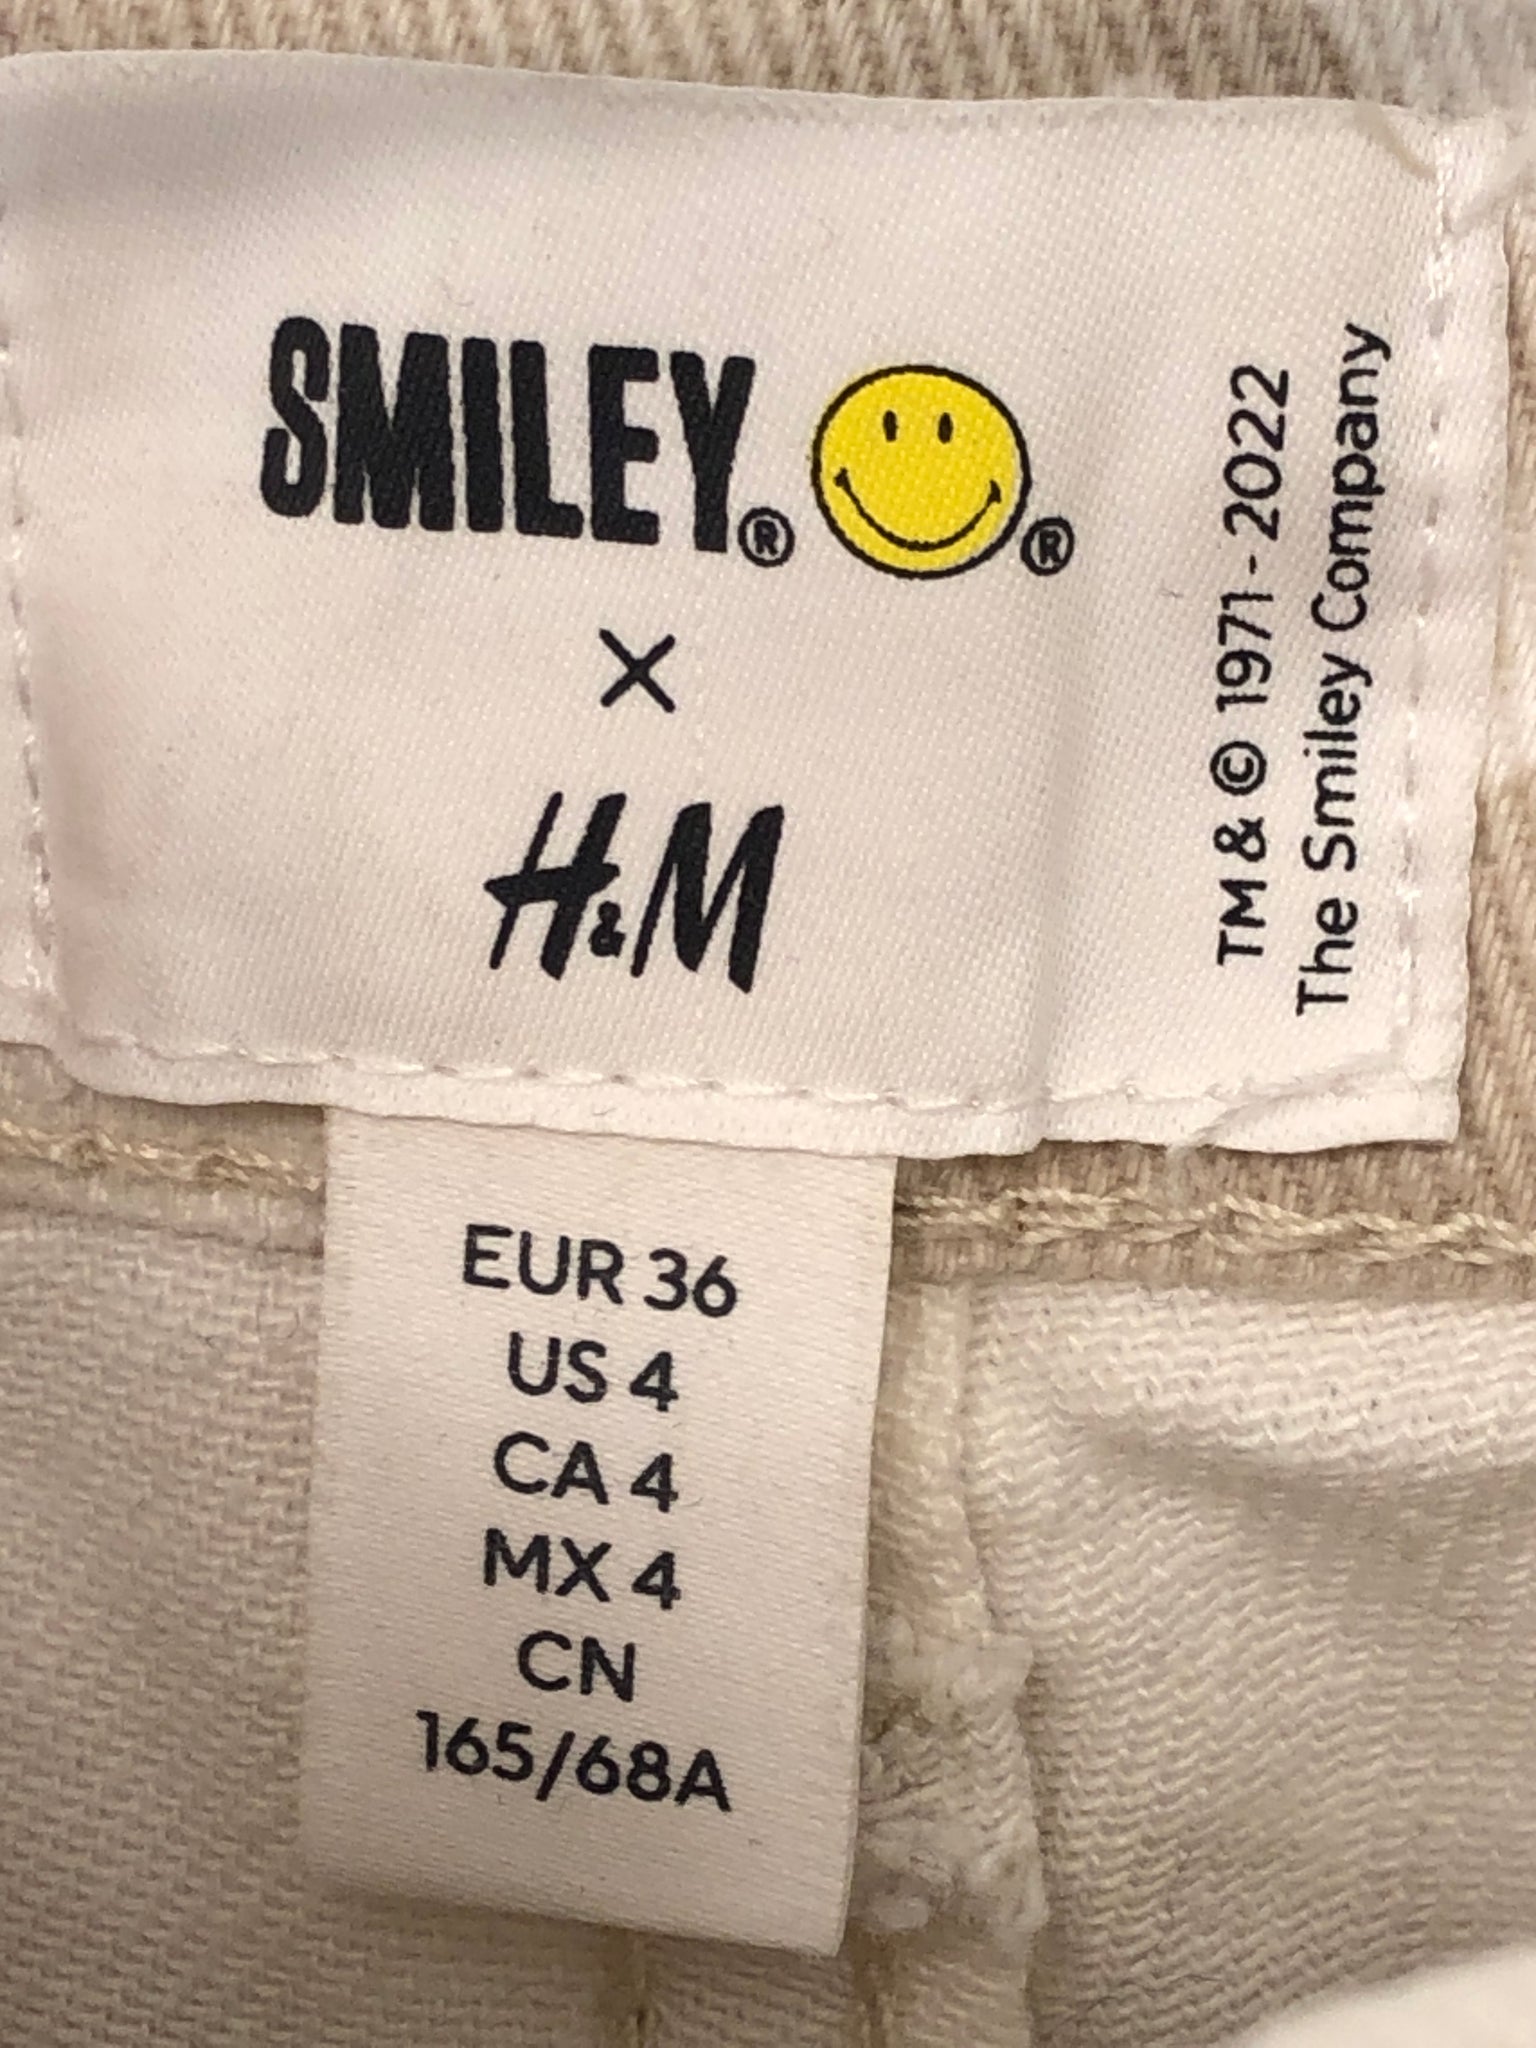 SMILEY® ®
×
H&M
TM & © 1971-2022
The Smiley Company
EUR 36
US 4
CA 4
MX 4
CN
165/68A